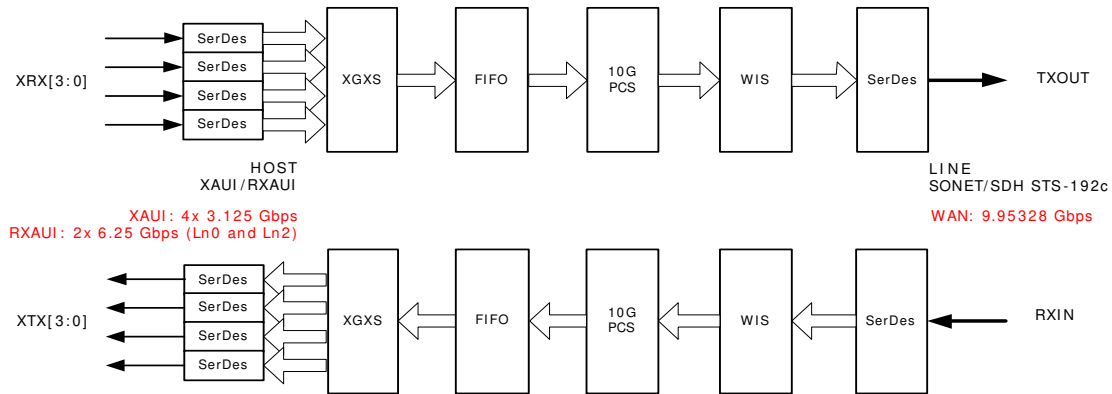 XRX[3:0]
SerDes
SerDes
SerDes
SerDes
XGXS
FIFO
10G
PCS
WIS
SerDes
TXOUT
HOST
XAUI/RXAUI
XAUI: 4x 3.125 Gbps
RXAUI: 2x 6.25 Gbps (Ln0 and Ln2)
LINE
SONET/SDH STS-192c
WAN: 9.95328 Gbps
XTX[3:0]
SerDes
SerDes
SerDes
SerDes
XGXS
FIFO
10G
PCS
WIS
SerDes
RXIN